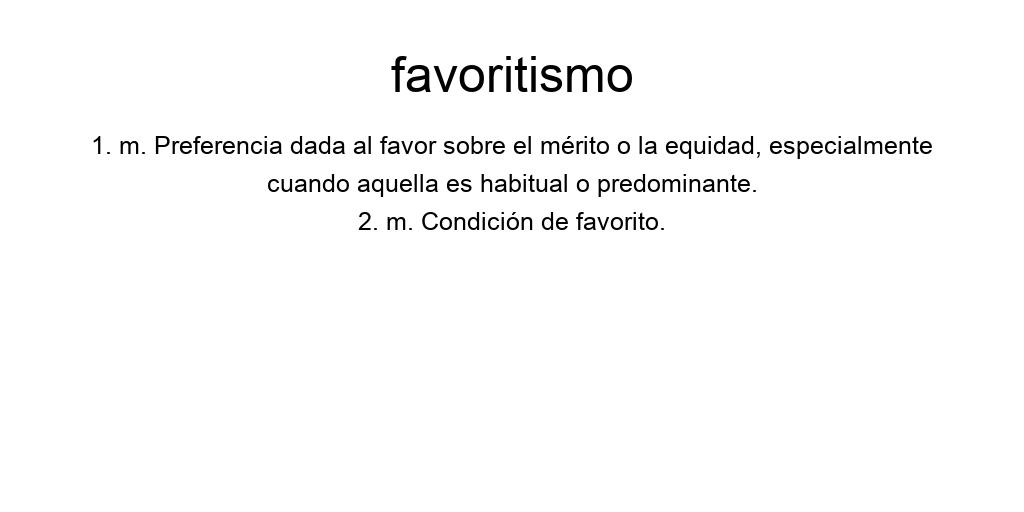 favoritismo
1. m. Preferencia dada al favor sobre el mérito o la equidad, especialmente
cuando aquella es habitual o predominante.
2. m. Condición de favorito.